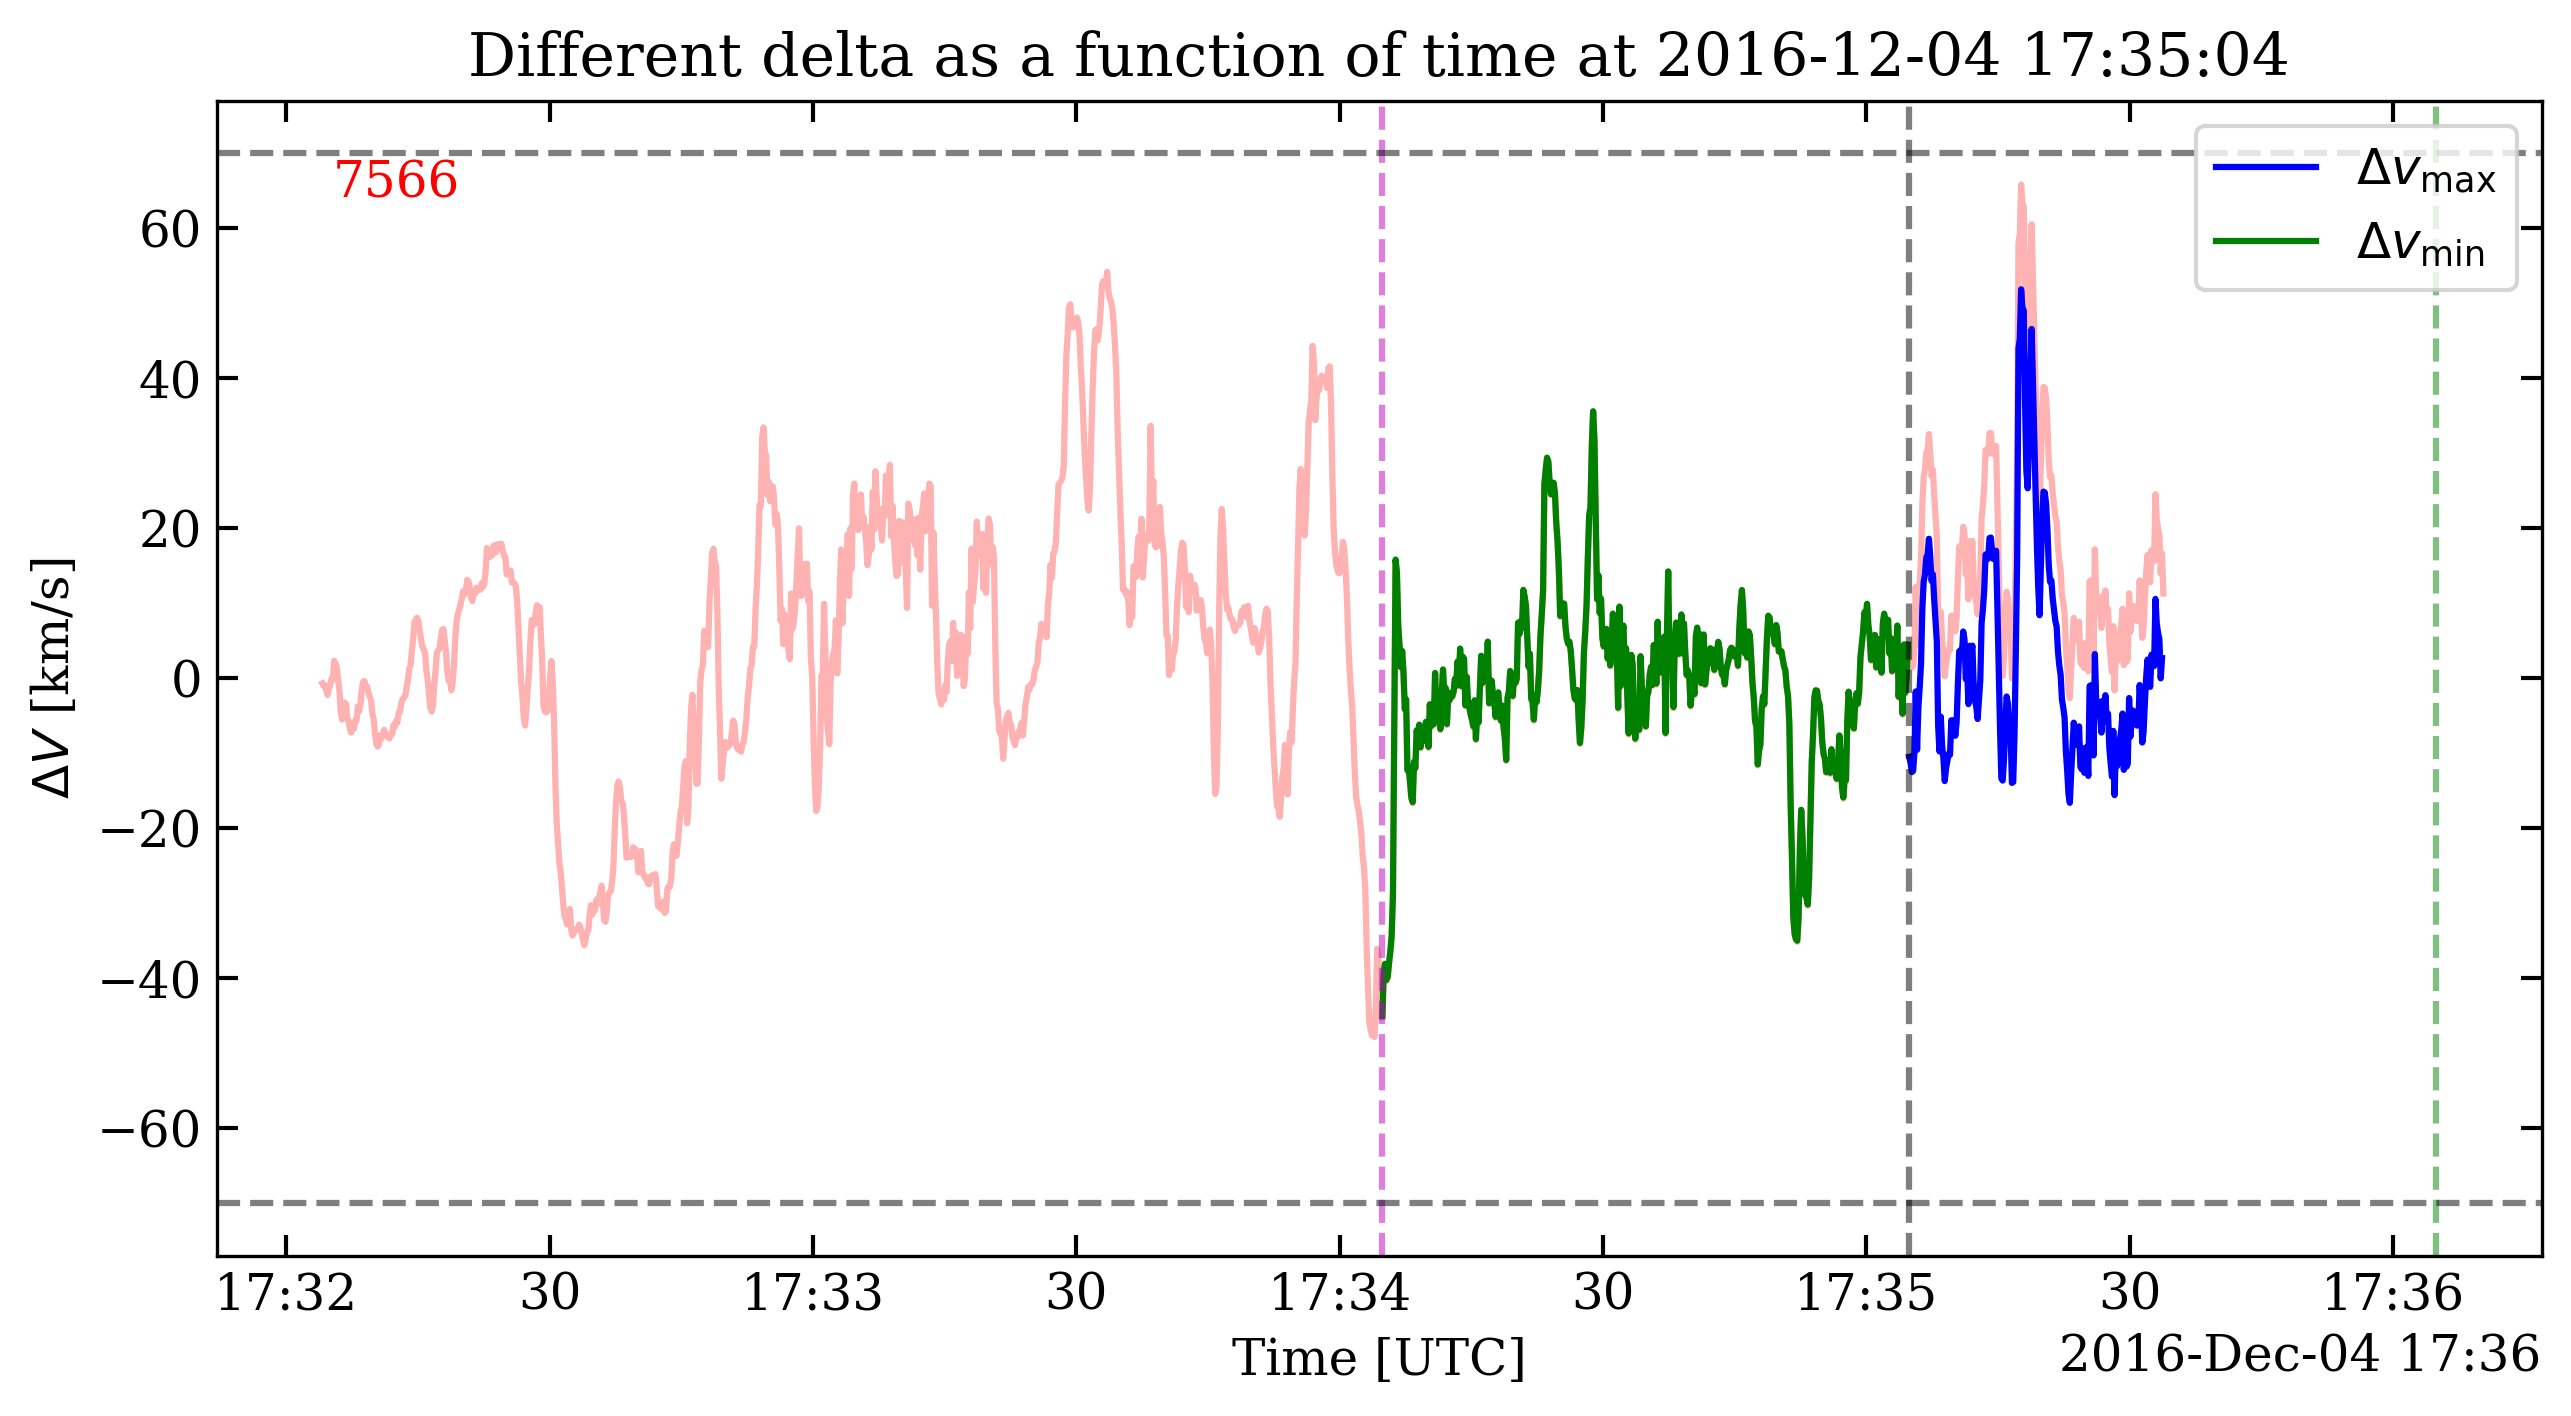 Different delta as a function of time at 2016-12-04 17:35:04
7566
Δv_max
Δv_min
60
40
20
0
−20
−40
−60
ΔV [km/s]
17:32 30 17:33 30 17:34 30 17:35 30 17:36
Time [UTC]
2016-Dec-04 17:36